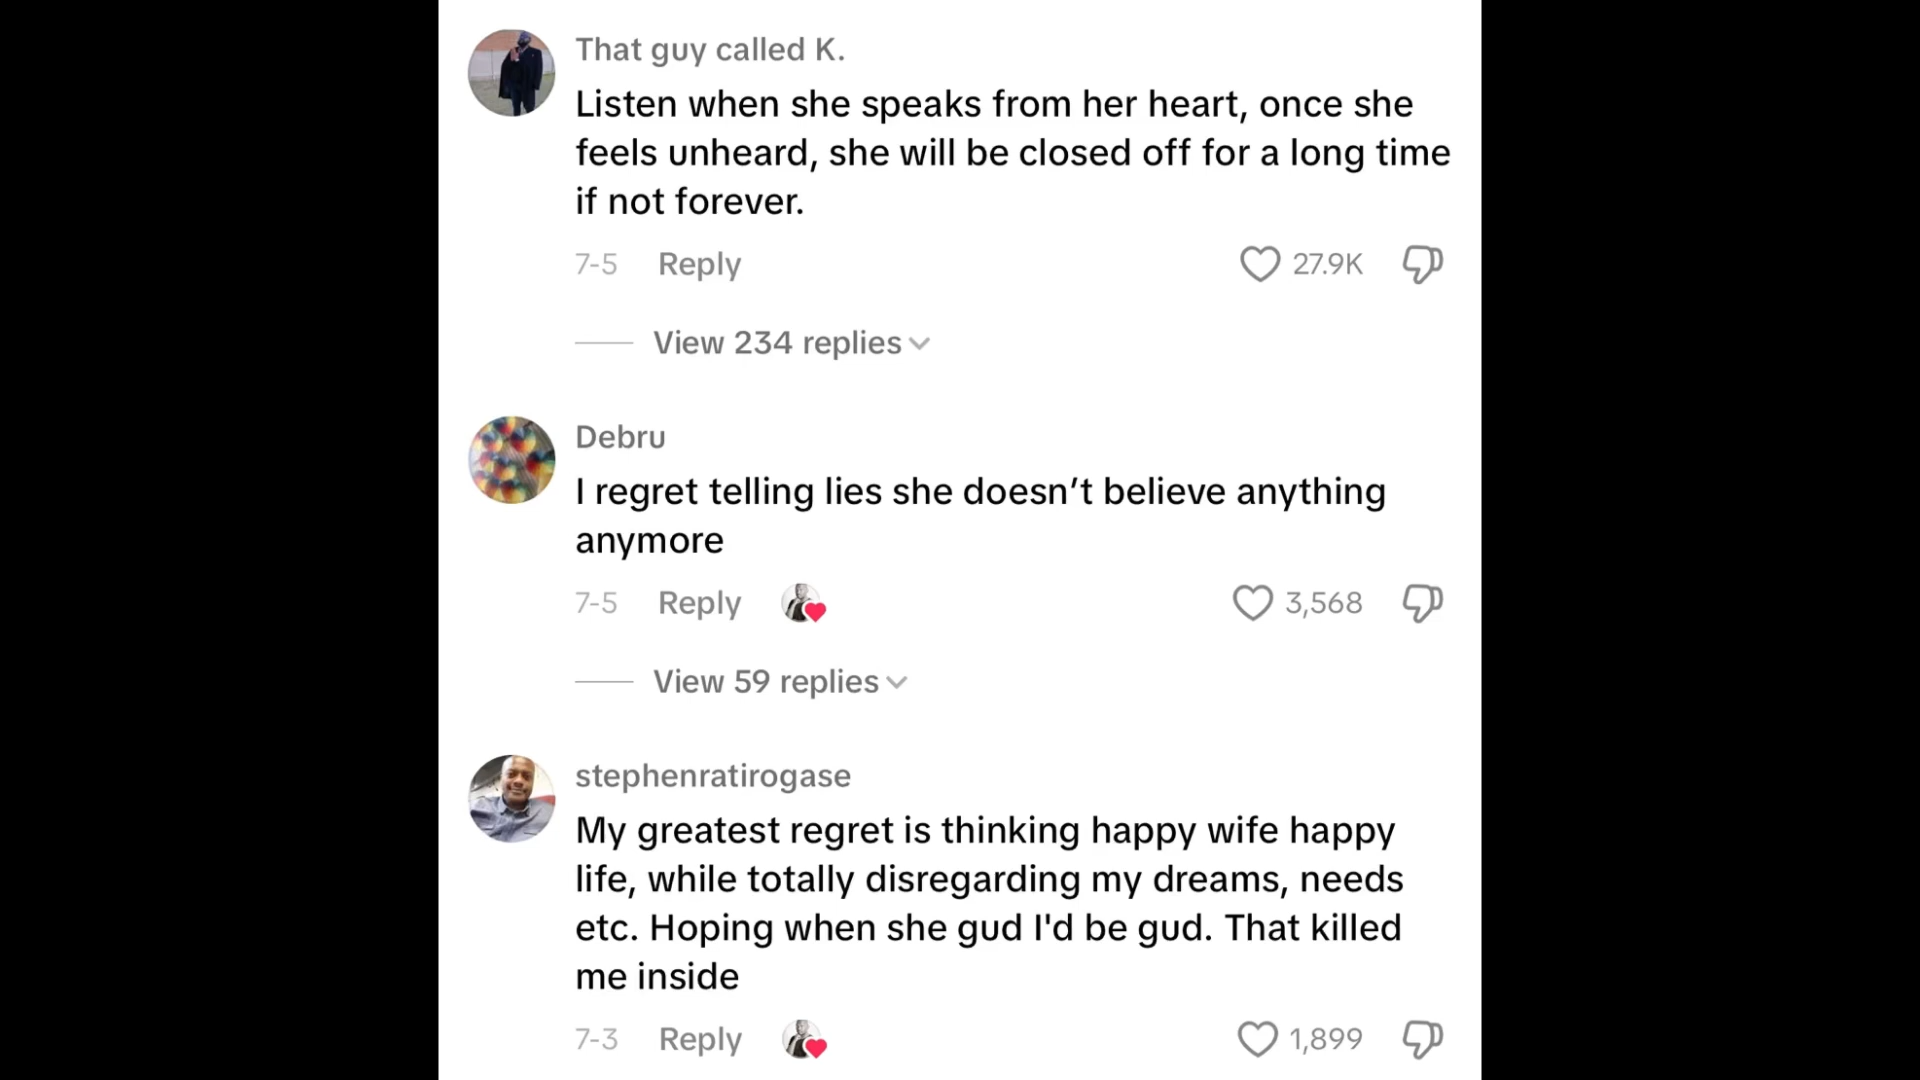 That guy called K.
Listen when she speaks from her heart, once she
feels unheard, she will be closed off for a long time
if not forever.
7-5 Reply 27.9K
View 234 replies
Debru
I regret telling lies she doesn’t believe anything
anymore
7-5 Reply 3,568
View 59 replies
stephenratirogase
My greatest regret is thinking happy wife happy
life, while totally disregarding my dreams, needs
etc. Hoping when she gud I'd be gud. That killed
me inside
7-3 Reply 1,899